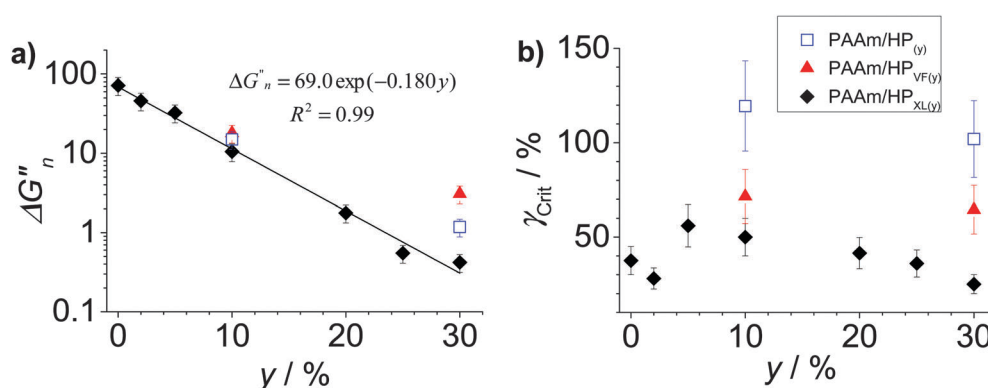 a)
ΔG"n = 69.0 exp(−0.180 y)
R² = 0.99
100
10
1
0.1
ΔG"n
0 10 20 30
y / %
b)
PAAm/HP(y)
PAAm/HPVF(y)
PAAm/HPXL(y)
150
100
50
γCrit / %
0 10 20 30
y / %